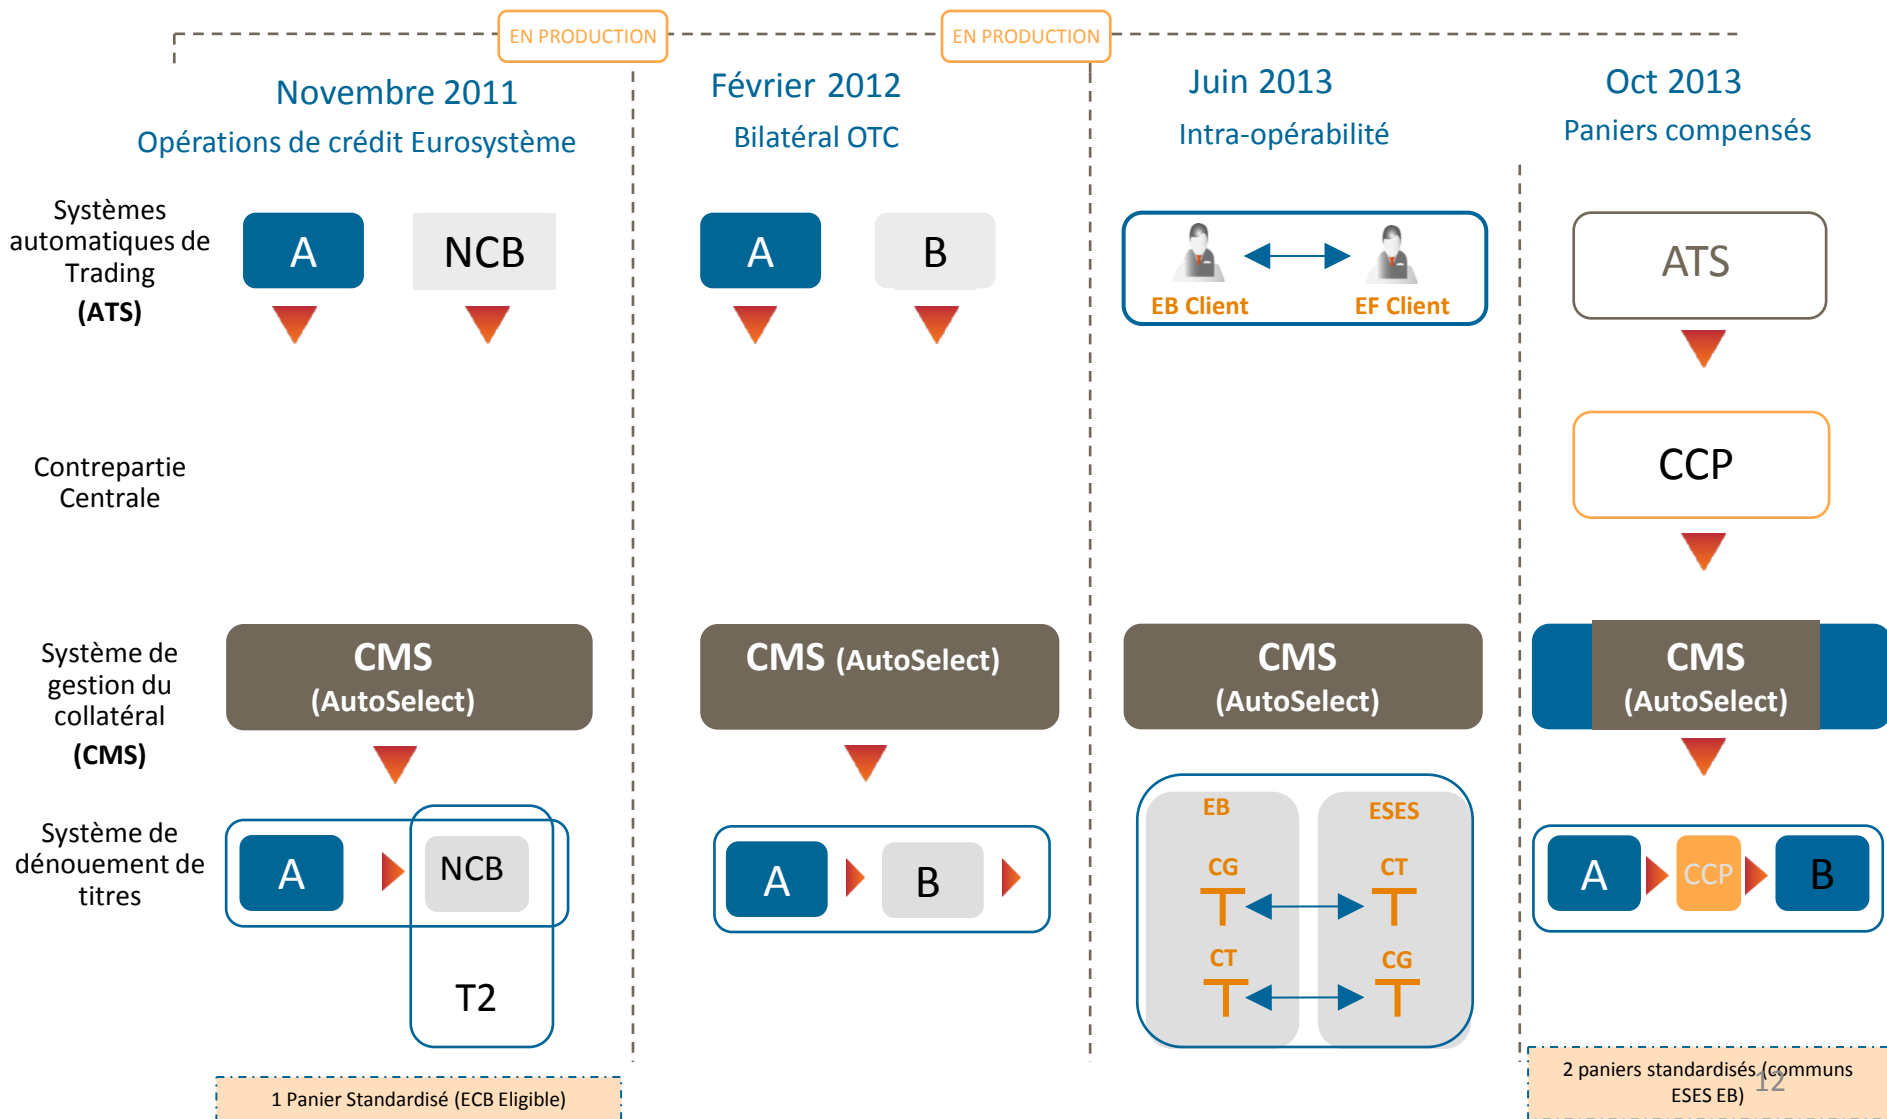 EN PRODUCTION
EN PRODUCTION
Novembre 2011
Opérations de crédit Eurosystème
Février 2012
Bilatéral OTC
Juin 2013
Intra-opérabilité
Oct 2013
Paniers compensés
Systèmes
automatiques de
Trading
(ATS)
A
NCB
A
B
EB Client
EF Client
ATS
Contrepartie
Centrale
CCP
Système de
gestion du
collatéral
(CMS)
CMS
(AutoSelect)
CMS (AutoSelect)
CMS
(AutoSelect)
CMS
(AutoSelect)
Système de
dénouement de
titres
A
NCB
T2
A
B
EB
ESES
CG
CT
CT
CG
A
CCP
B
1 Panier Standardisé (ECB Eligible)
2 paniers standardisés (communs
ESES EB)
12